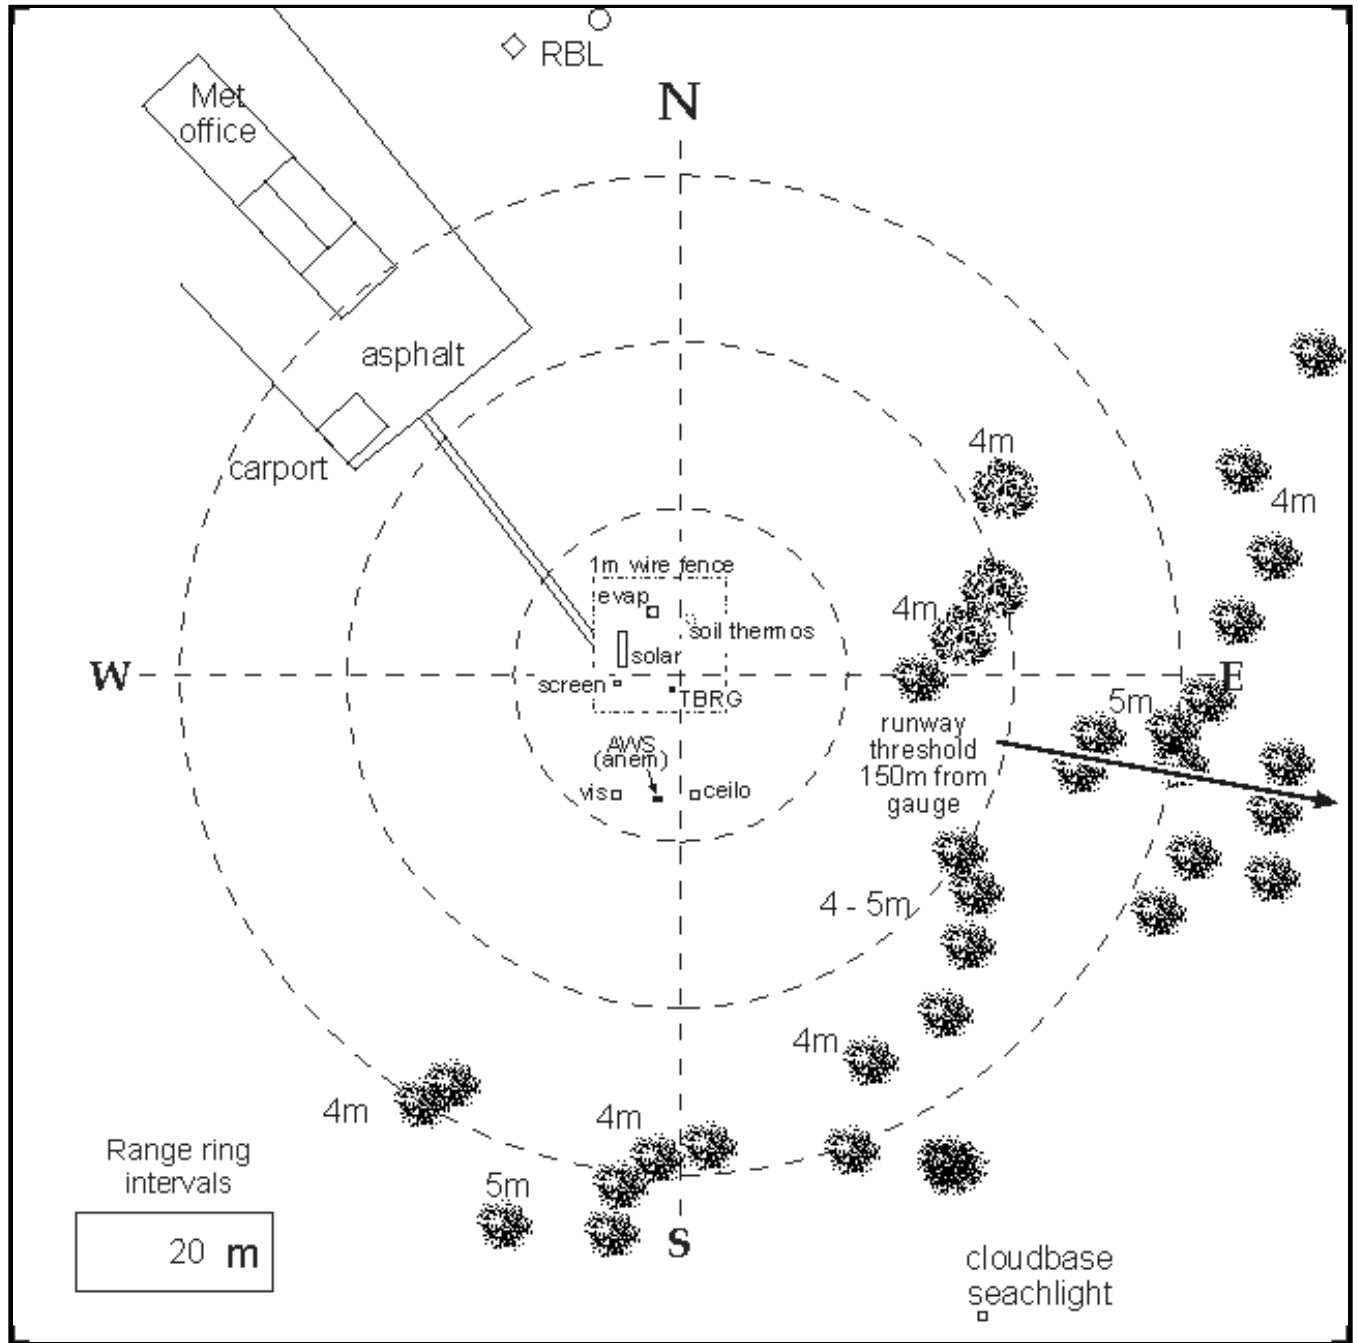 RBL
N
Met
office
asphalt
carport
4m
4m
1m wire fence
evap
4m
soil thermos
solar
W
screen
TBRG
E
5m
runway
threshold
150m from
gauge
AWS
(anem)
vis
ceilo
4 - 5m
4m
4m
4m
Range ring
intervals
5m
20 m
S
cloudbase
seachlight